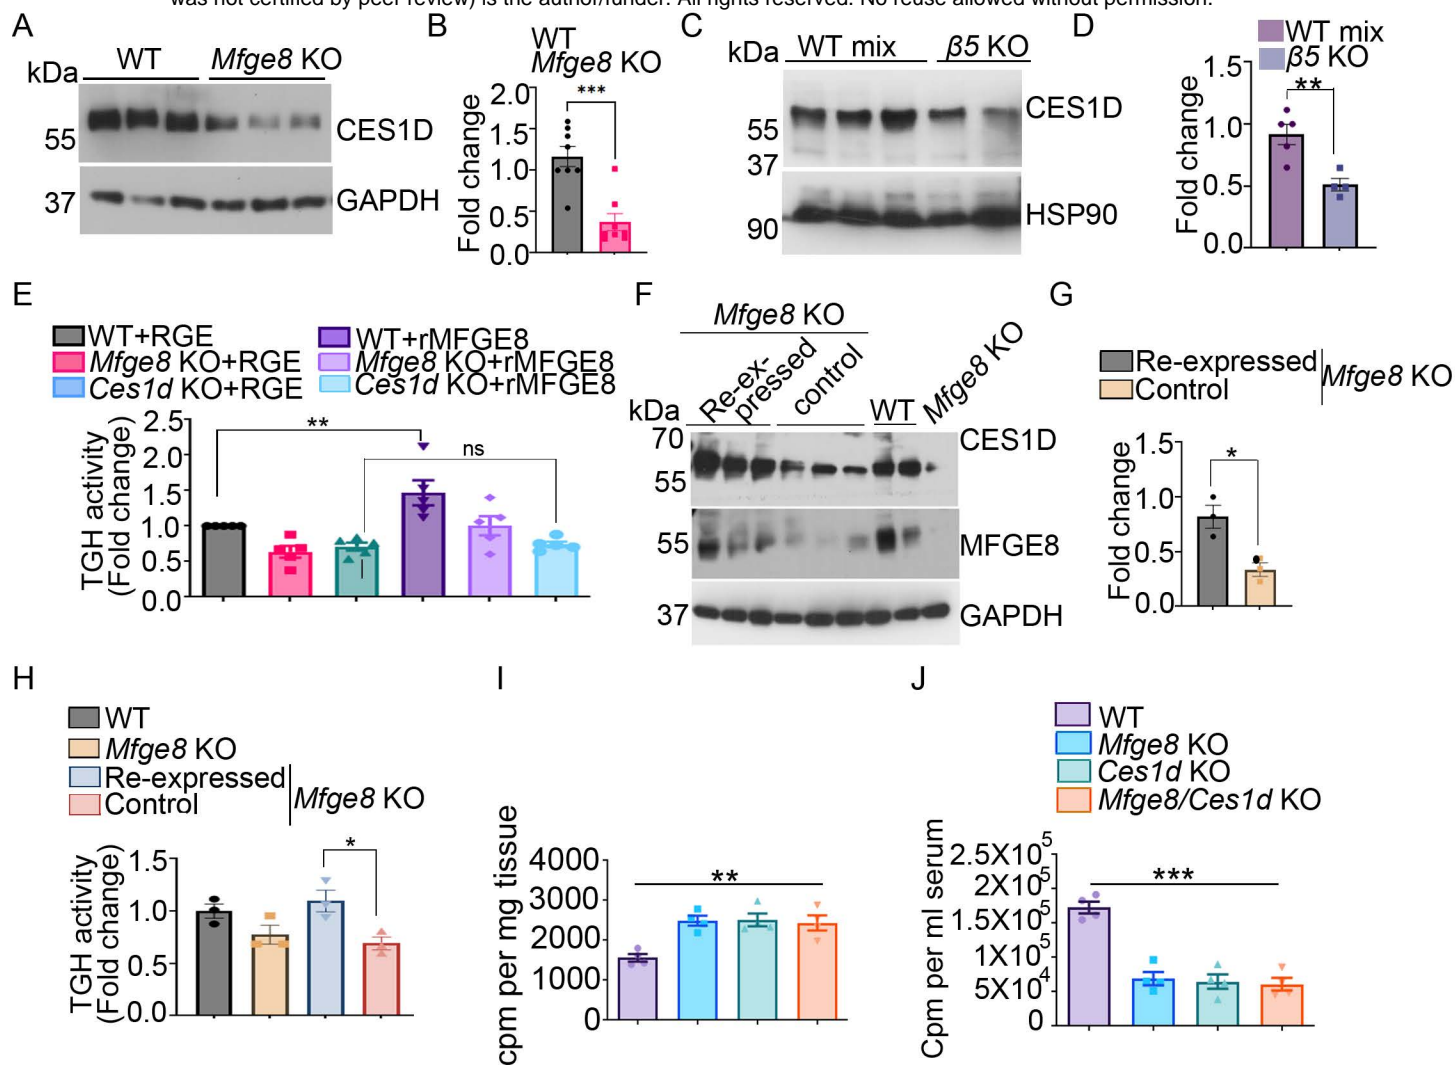 was not certified by peer review) is the author/funder. All rights reserved. No reuse allowed without permission.
A
WT
Mfge8 KO
kDa
55
CES1D
37
GAPDH
B
WT
Mfge8 KO
Fold change
2.0
1.5
1.0
0.5
0.0
***
C
kDa
WT mix
β5 KO
55
CES1D
37
90
HSP90
D
WT mix
β5 KO
Fold change
1.5
1.0
0.5
0.0
**
E
WT+RGE
Mfge8 KO+RGE
Ces1d KO+RGE
WT+rMFGE8
Mfge8 KO+rMFGE8
Ces1d KO+rMFGE8
TGH activity
(Fold change)
2.5
2.0
1.5
1.0
0.5
0.0
**
ns
F
Mfge8 KO
Re-ex-
pressed
control
WT
Mfge8 KO
kDa
70
55
CES1D
55
MFGE8
37
GAPDH
G
Re-expressed
Control
Mfge8 KO
Fold change
1.5
1.0
0.5
0.0
*
H
WT
Mfge8 KO
Re-expressed
Control
Mfge8 KO
TGH activity
(Fold change)
1.5
1.0
0.5
0.0
*
I
cpm per mg tissue
4000
3000
2000
1000
0
**
J
WT
Mfge8 KO
Ces1d KO
Mfge8/Ces1d KO
Cpm per ml serum
2.5X10⁵
2X10⁵
1.5X10⁵
1X10⁵
5X10⁴
0
***